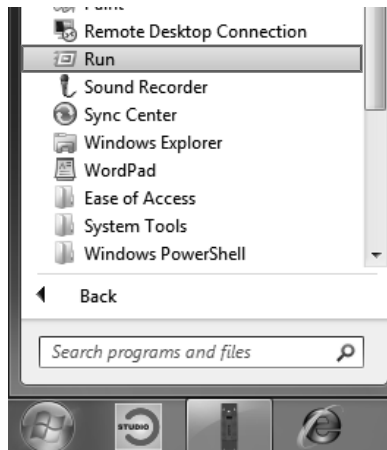 Paint
Remote Desktop Connection
Run
Sound Recorder
Sync Center
Windows Explorer
WordPad
Ease of Access
System Tools
Windows PowerShell
Back
Search programs and files
STUDIO